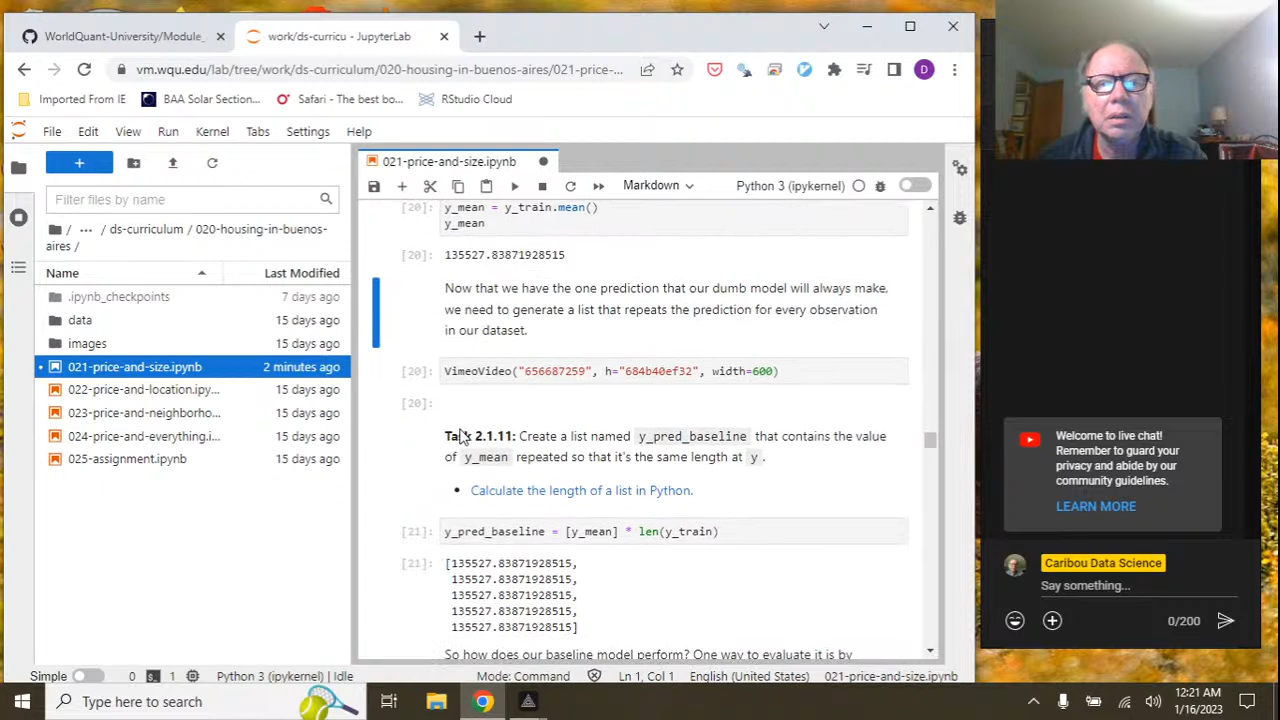 WorldQuant-University/Module_
work/ds-curricu - JupyterLab
vm.wqu.edu/lab/tree/work/ds-curriculum/020-housing-in-buenos-aires/021-price-...
D
Imported From IE
BAA Solar Section...
Safari - The best bo...
RStudio Cloud
File Edit View Run Kernel Tabs Settings Help
021-price-and-size.ipynb
Markdown
Python 3 (ipykernel)
Filter files by name
/ ... / ds-curriculum / 020-housing-in-buenos-
aires /
Name Last Modified
.ipynb_checkpoints 7 days ago
data 15 days ago
images 15 days ago
021-price-and-size.ipynb 2 minutes ago
022-price-and-location.ipy... 15 days ago
023-price-and-neighborho... 15 days ago
024-price-and-everything.i... 15 days ago
025-assignment.ipynb 15 days ago
[20]: y_mean = y_train.mean()
y_mean
[20]: 135527.83871928515
Now that we have the one prediction that our dumb model will always make,
we need to generate a list that repeats the prediction for every observation
in our dataset.
[20]: VimeoVideo("656687259", h="684b40ef32", width=600)
[20]:
Task 2.1.11: Create a list named y_pred_baseline that contains the value
of y_mean repeated so that it's the same length at y.
• Calculate the length of a list in Python.
[21]: y_pred_baseline = [y_mean] * len(y_train)
[21]: [135527.83871928515,
135527.83871928515,
135527.83871928515,
135527.83871928515,
135527.83871928515]
So how does our baseline model perform? One way to evaluate it is by
Simple 0 1 Python 3 (ipykernel) | Idle
Mode: Command Ln 1, Col 1 English (United States) 021-price-and-size.ipynb
Welcome to live chat!
Remember to guard your
privacy and abide by our
community guidelines.
LEARN MORE
Caribou Data Science
Say something...
0/200
Type here to search
12:21 AM
1/16/2023